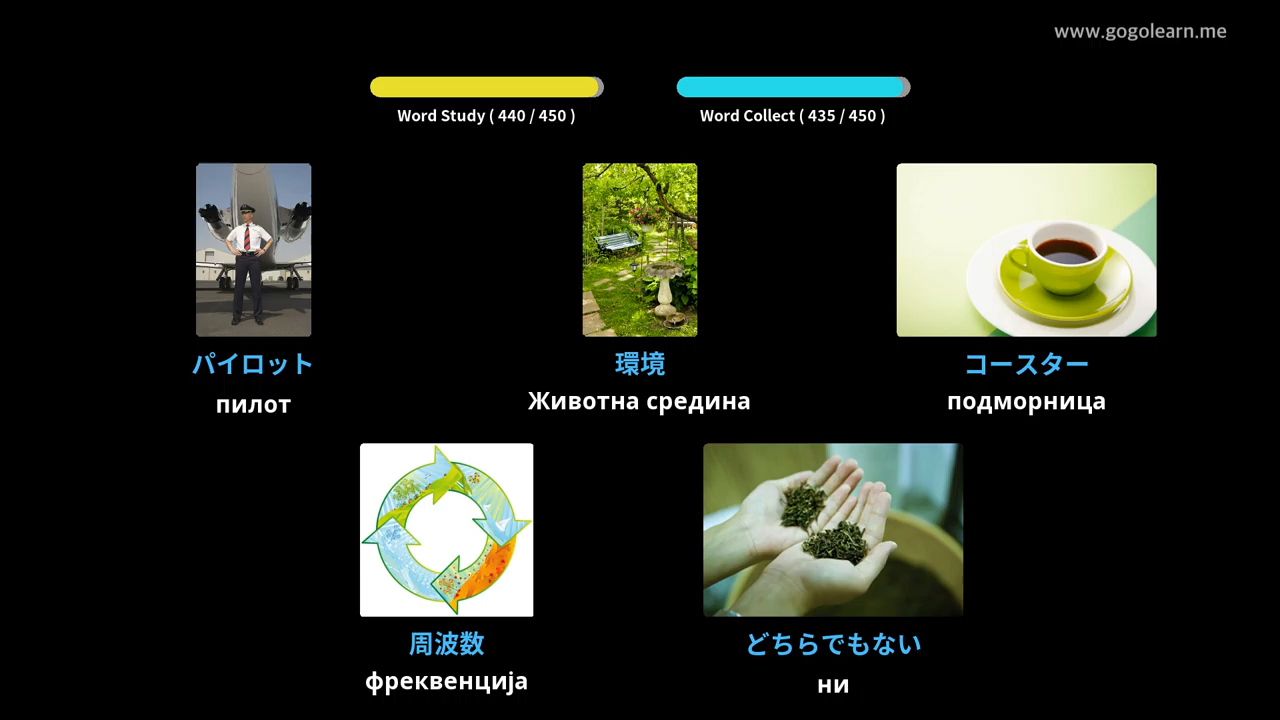 www.gogolearn.me
Word Study ( 440 / 450 )
Word Collect ( 435 / 450 )
パイロット
пилот
環境
Животна средина
コースター
подморница
周波数
фреквенција
どちらでもない
ни